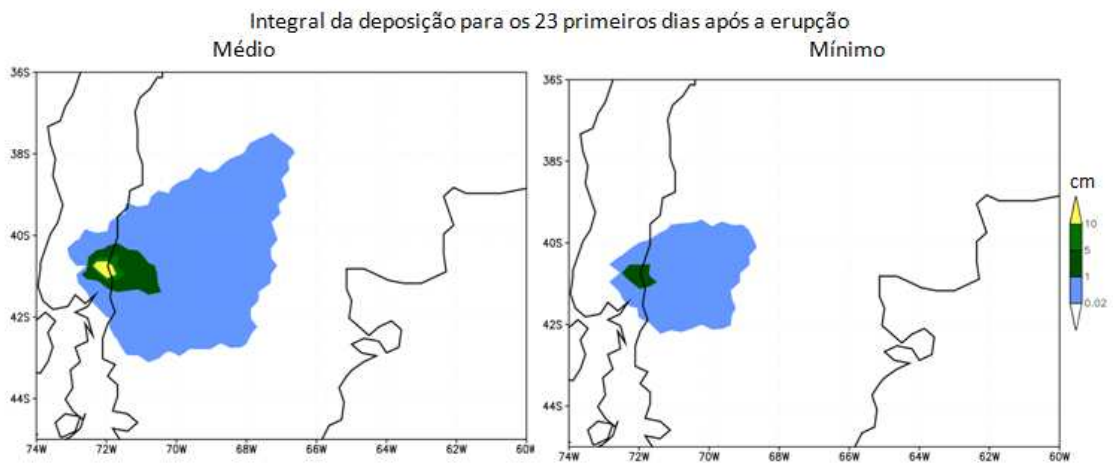 Integral da deposição para os 23 primeiros dias após a erupção
Médio
Mínimo
36S
38S
40S
42S
44S
74W 72W 70W 68W 66W 64W 62W 60W
36S
38S
40S
42S
44S
74W 72W 70W 68W 66W 64W 62W 60W
cm
10
5
1
0.02